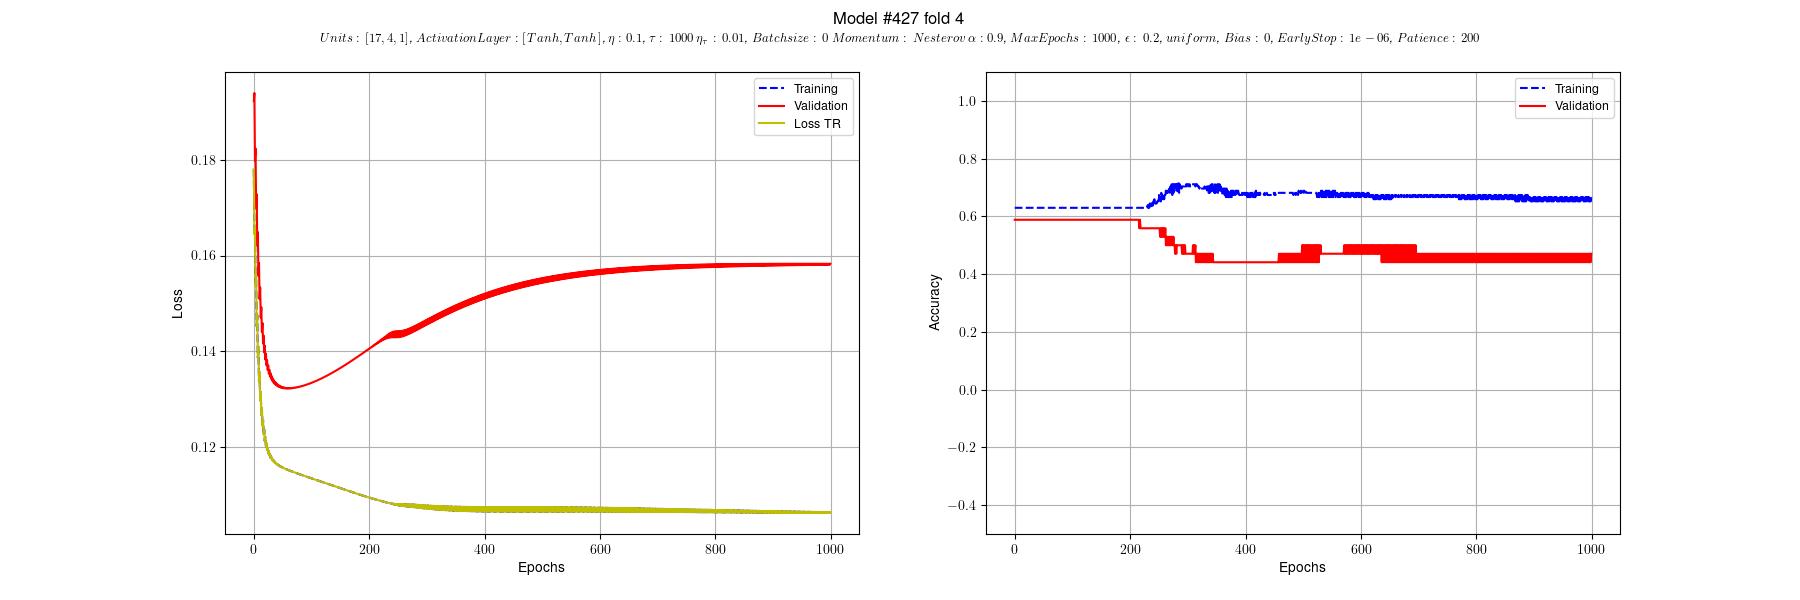 Model #427 fold 4
Units : [17, 4, 1], ActivationLayer : [Tanh, Tanh], η : 0.1, τ : 1000 ητ : 0.01, Batchsize : 0 Momentum : Nesterov α : 0.9, MaxEpochs : 1000, ϵ : 0.2, uniform, Bias : 0, EarlyStop : 1e − 06, Patience : 200
Training
Validation
Loss TR
0.18
0.16
0.14
0.12
Loss
0 200 400 600 800 1000
Epochs
Training
Validation
1.0
0.8
0.6
0.4
0.2
0.0
−0.2
−0.4
Accuracy
0 200 400 600 800 1000
Epochs